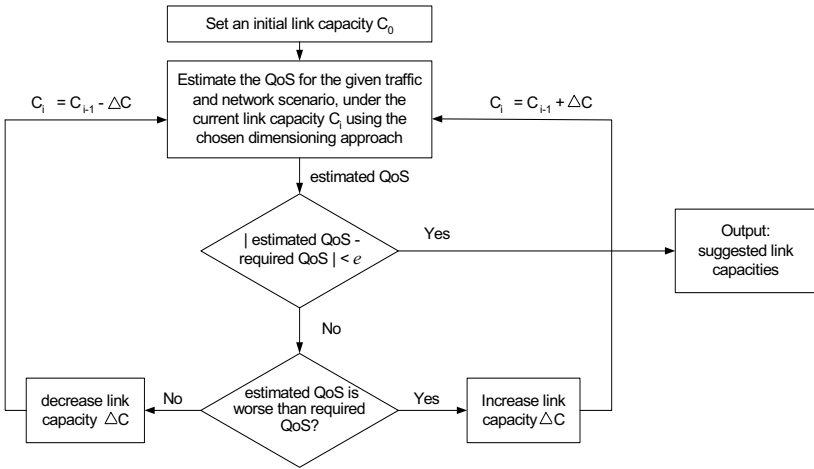 Set an initial link capacity C0
Estimate the QoS for the given traffic
and network scenario, under the
current link capacity Ci using the
chosen dimensioning approach
Ci = Ci-1 - △C
Ci = Ci-1 + △C
estimated QoS
| estimated QoS -
required QoS | < e
Yes
Output:
suggested link
capacities
No
estimated QoS is
worse than required
QoS?
No
decrease link
capacity △C
Yes
Increase link
capacity △C